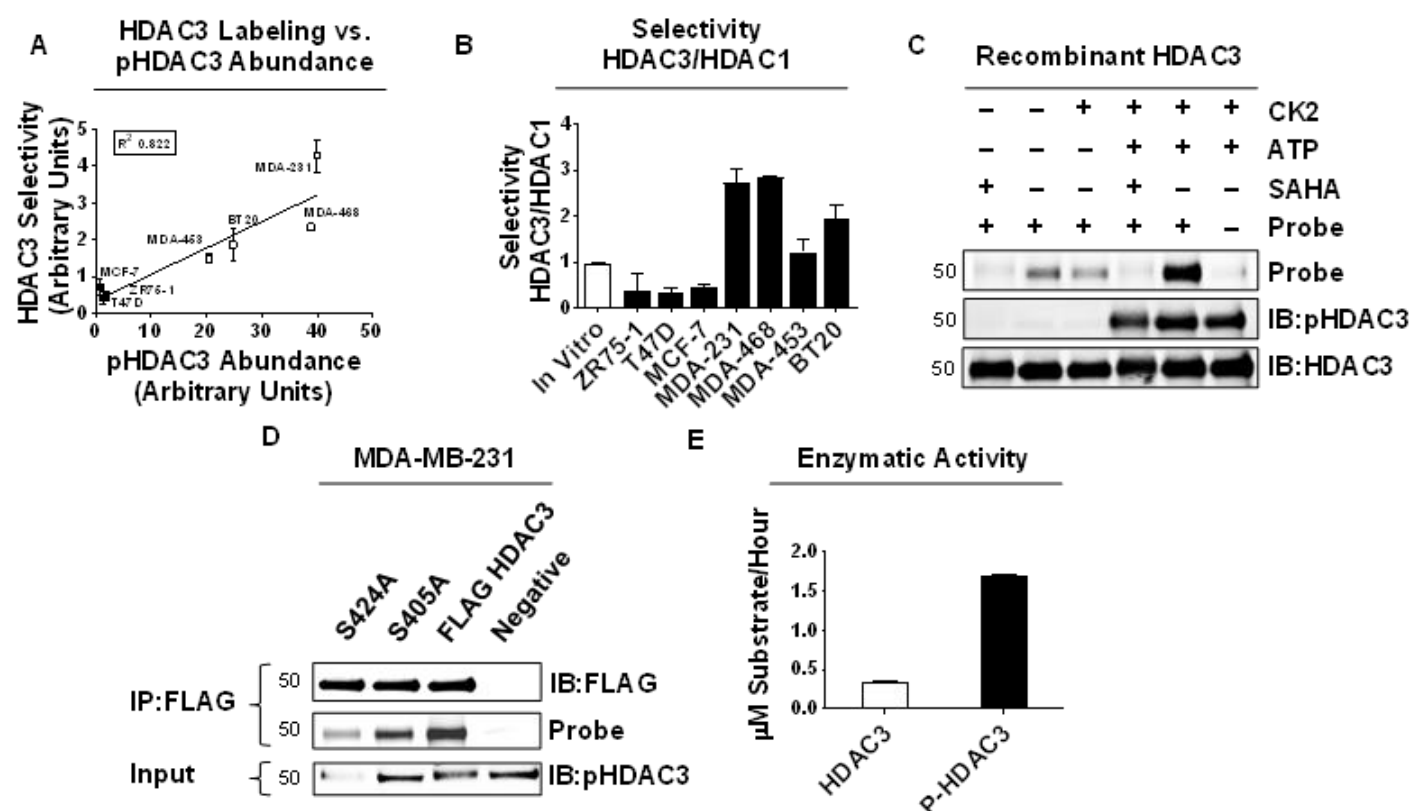 A
HDAC3 Labeling vs.
pHDAC3 Abundance
HDAC3 Selectivity
(Arbitrary Units)
5
4
3
2
1
0
R² 0.822
MDA-231
MDA-468
BT20
MDA-453
MCF-7
ZR75-1
T47D
0 10 20 30 40 50
pHDAC3 Abundance
(Arbitrary Units)
B
Selectivity
HDAC3/HDAC1
Selectivity
HDAC3/HDAC1
4
3
2
1
0
In Vitro
ZR75-1
T47D
MCF-7
MDA-231
MDA-468
MDA-453
BT20
C
Recombinant HDAC3
– – + + + + CK2
– – – + + + ATP
+ – – + – – SAHA
+ + + + + – Probe
50 Probe
50 IB:pHDAC3
50 IB:HDAC3
D
MDA-MB-231
S424A
S405A
FLAG HDAC3
Negative
IP:FLAG
50 IB:FLAG
50 Probe
Input 50 IB:pHDAC3
E
Enzymatic Activity
µM Substrate/Hour
2.0
1.5
1.0
0.5
0.0
HDAC3
P-HDAC3